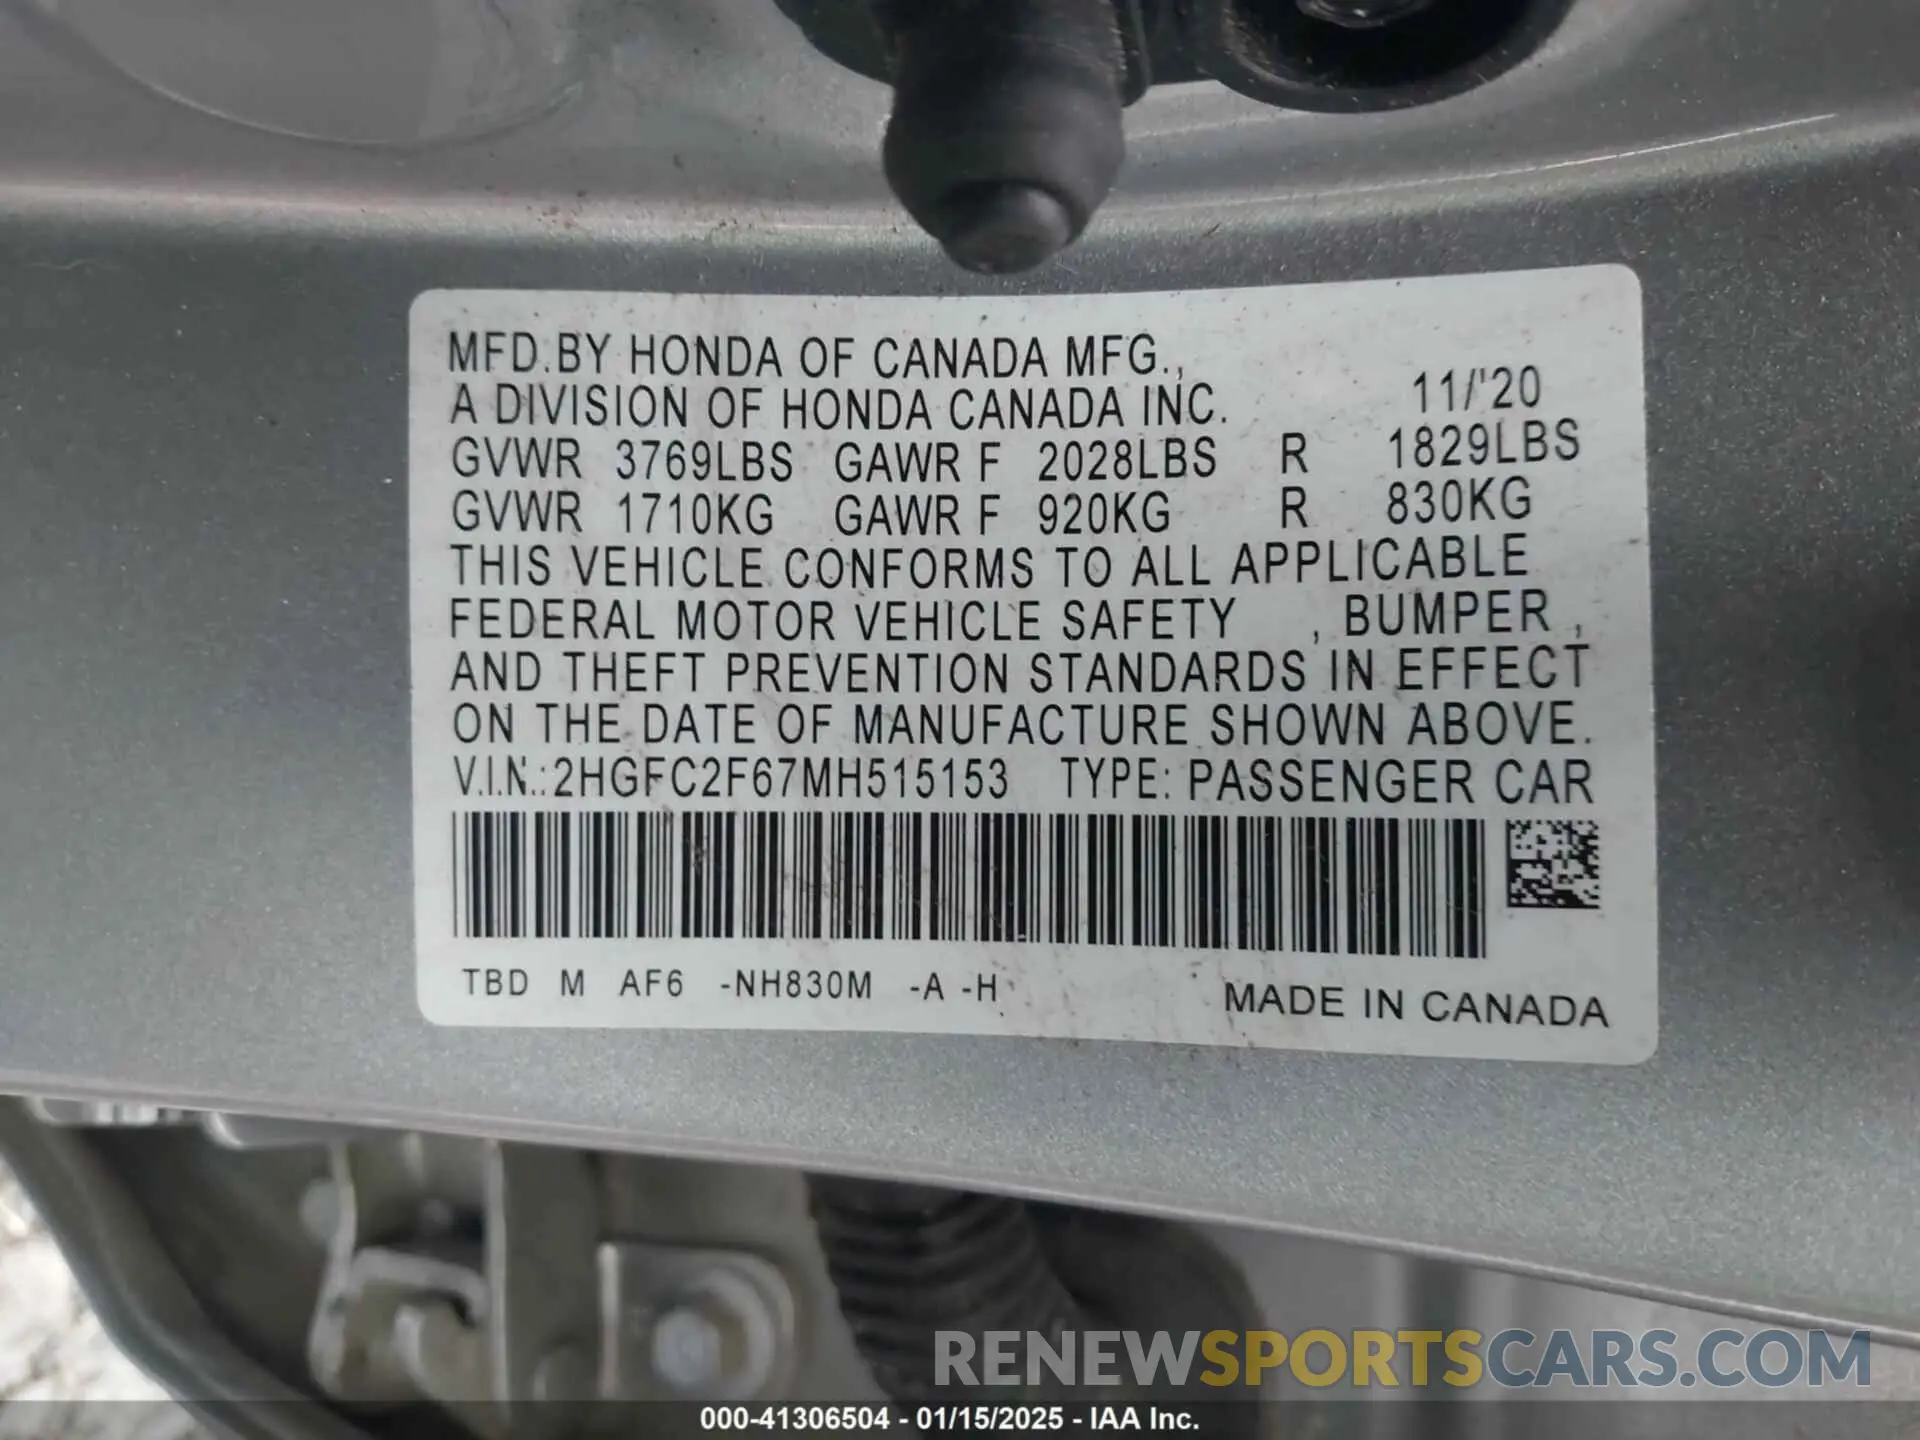 MFD.BY HONDA OF CANADA MFG.,
A DIVISION OF HONDA CANADA INC. 11/'20
GVWR 3769LBS GAWR F 2028LBS R 1829LBS
GVWR 1710KG GAWR F 920KG R 830KG
THIS VEHICLE CONFORMS TO ALL APPLICABLE
FEDERAL MOTOR VEHICLE SAFETY , BUMPER ,
AND THEFT PREVENTION STANDARDS IN EFFECT
ON THE DATE OF MANUFACTURE SHOWN ABOVE.
V.I.N.:2HGFC2F67MH515153 TYPE: PASSENGER CAR
TBD M AF6 -NH830M -A -H
MADE IN CANADA
RENEWSPORTSCARS.COM
000-41306504 - 01/15/2025 - IAA Inc.